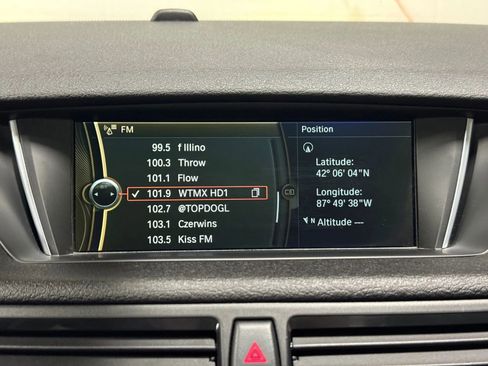 FM
99.5 f Illino
100.3 Throw
101.1 Flow
101.9 WTMX HD1
102.7 @TOPDOGL
103.1 Czerwins
103.5 Kiss FM
Position
Latitude:
42° 06' 04"N
Longitude:
87° 49' 38"W
N Altitude ---